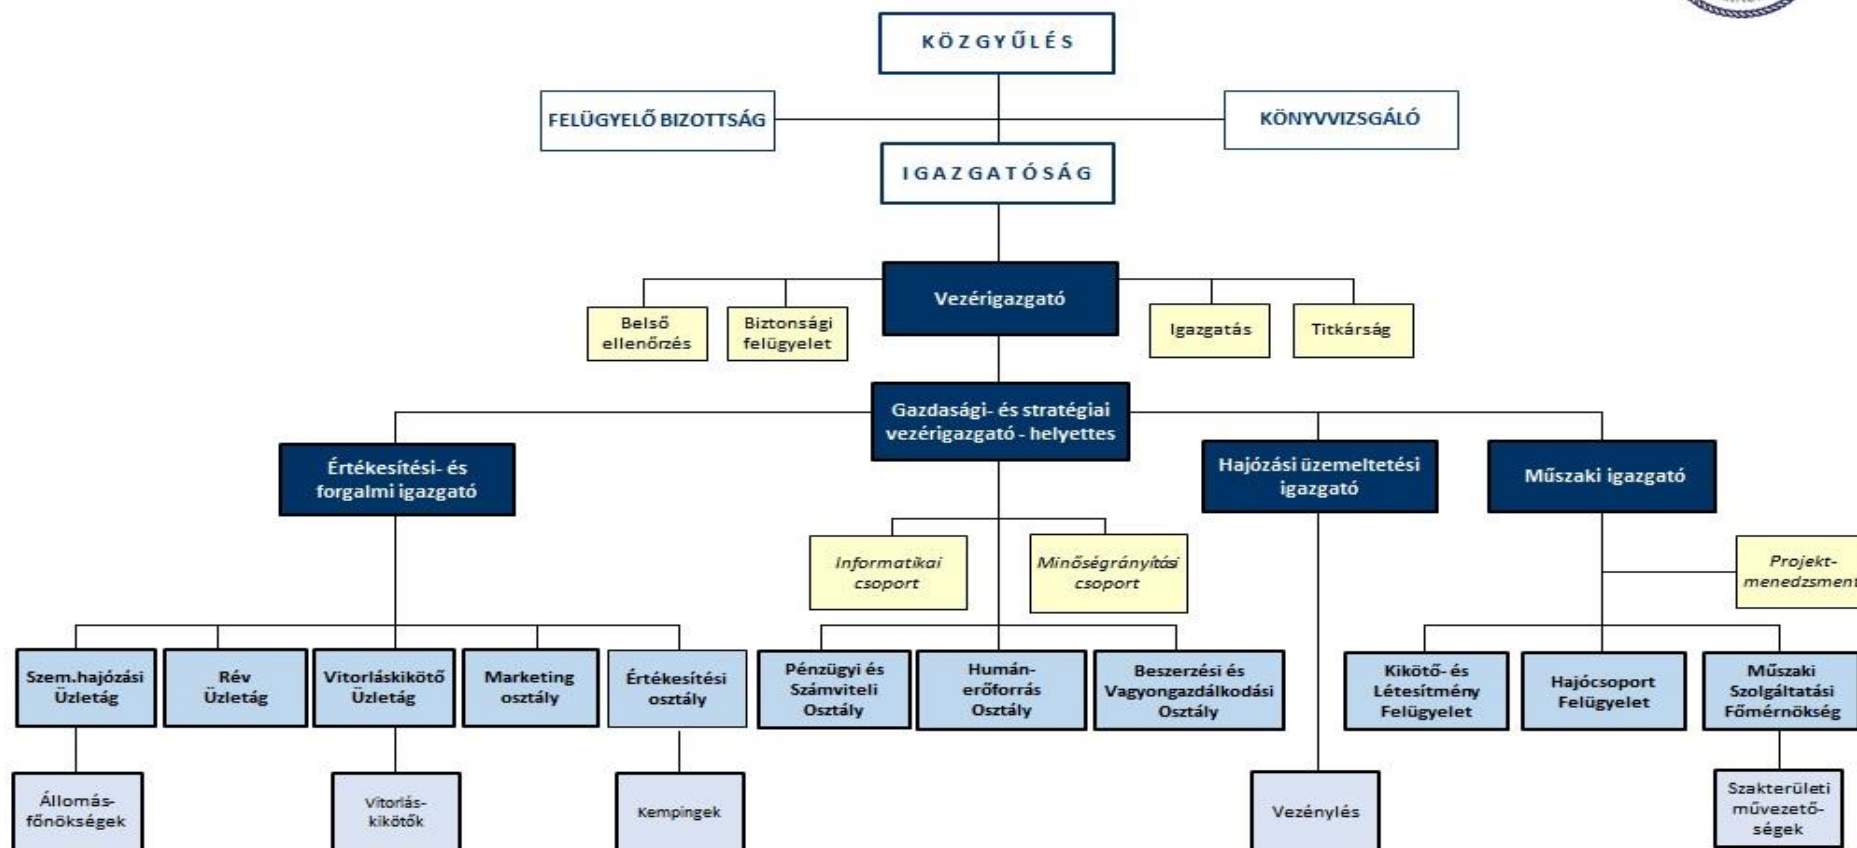 KÖZGYŰLÉS
FELÜGYELŐ BIZOTTSÁG
KÖNYVVIZSGÁLÓ
IGAZGATÓSÁG
Vezérigazgató
Belső
ellenőrzés
Biztonsági
felügyelet
Igazgatás
Titkárság
Gazdasági- és stratégiai
vezérigazgató - helyettes
Értékesítési- és
forgalmi igazgató
Hajózási üzemeltetési
igazgató
Műszaki igazgató
Informatikai
csoport
Minőségrányítási
csoport
Projekt-
menedzsment
Szem.hajózási
Üzletág
Rév
Üzletág
Vitorláskikötő
Üzletág
Marketing
osztály
Értékesítési
osztály
Pénzügyi és
Számviteli
Osztály
Humán-
erőforrás
Osztály
Beszerzési és
Vagyongazdálkodási
Osztály
Kikötő- és
Létesítmény
Felügyelet
Hajócsoport
Felügyelet
Műszaki
Szolgáltatási
Főmérnökség
Állomás-
főnökségek
Vitorlás-
kikötők
Kempingek
Vezénylés
Szakterületi
művezető-
ségek